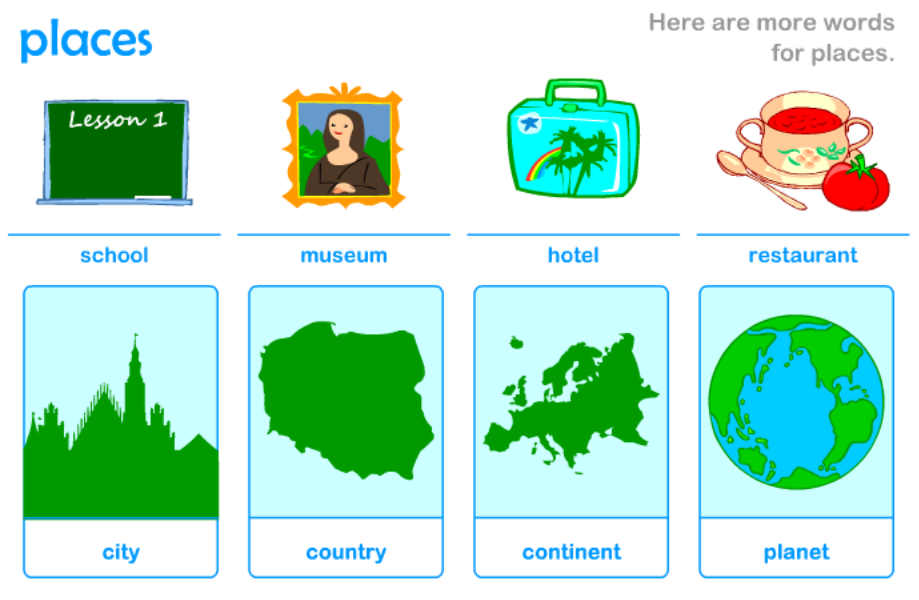 places
Here are more words
for places.
Lesson 1
school
museum
hotel
restaurant
city
country
continent
planet